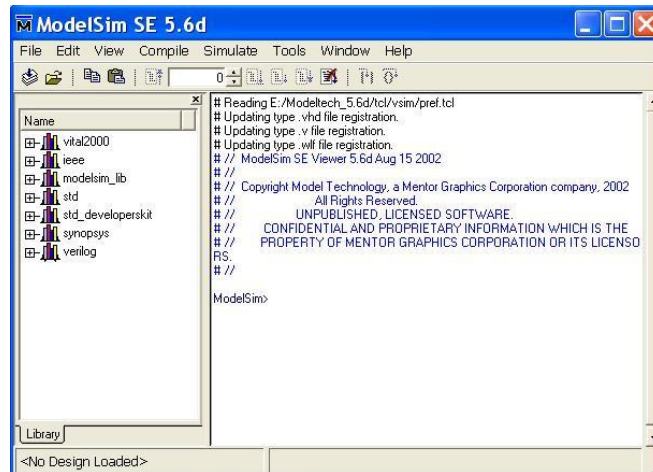 ModelSim SE 5.6d
File Edit View Compile Simulate Tools Window Help
0
Name
vital2000
ieee
modelsim_lib
std
std_developerskit
synopsys
verilog
Library
# Reading E:/Modeltech_5.6d/tcl/vsim/pref.tcl
# Updating type .vhd file registration.
# Updating type .v file registration.
# Updating type .wlf file registration.
# // ModelSim SE Viewer 5.6d Aug 15 2002
# //
# // Copyright Model Technology, a Mentor Graphics Corporation company, 2002
# // All Rights Reserved.
# // UNPUBLISHED, LICENSED SOFTWARE.
# // CONFIDENTIAL AND PROPRIETARY INFORMATION WHICH IS THE
# // PROPERTY OF MENTOR GRAPHICS CORPORATION OR ITS LICENSO
RS.
# //
ModelSim>
<No Design Loaded>